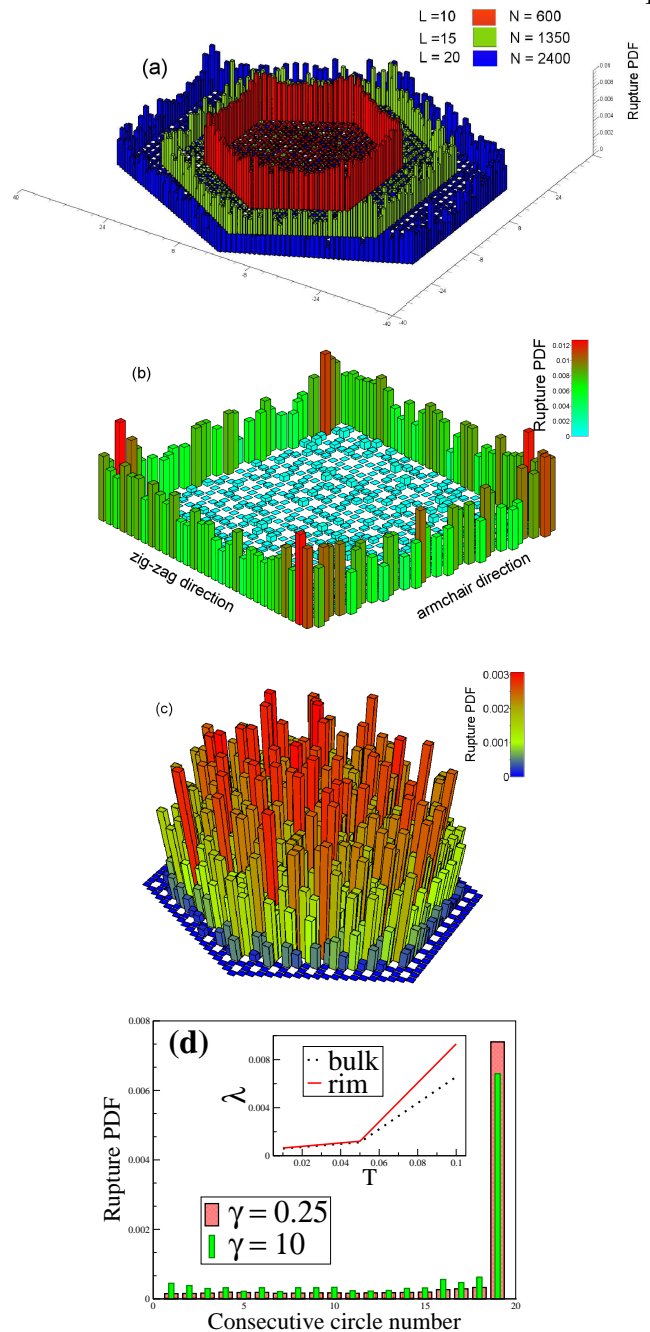 L =10 N = 600
L =15 N = 1350
L = 20 N = 2400
(a)
Rupture PDF
0.01
0.008
0.006
0.004
0.002
0
40
24
8
-8
-24
-40
-40
-24
-8
8
24
(b)
Rupture PDF
0.012
0.01
0.008
0.006
0.004
0.002
0
zig-zag direction
armchair direction
(c)
Rupture PDF
0.003
0.002
0.001
0
(d)
0.008
0.006
0.004
0.002
0
Rupture PDF
λ
0.008
0.004
0
bulk
rim
0.02 0.04 0.06 0.08 0.1
T
γ = 0.25
γ = 10
0 5 10 15 20
Consecutive circle number